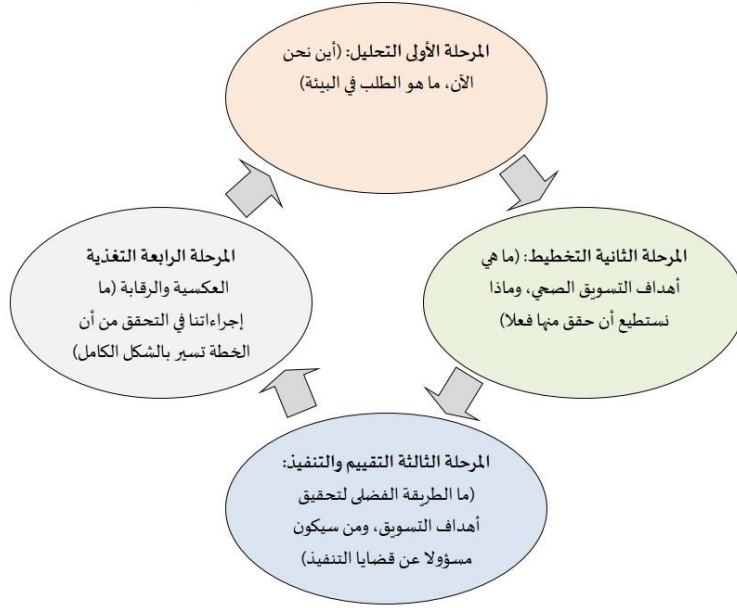 المرحلة الأولى التحليل: (أين نحن
الآن، ما هو الطلب في البيئة)
المرحلة الثانية التخطيط: (ما هي
أهداف التسويق الصحي، وماذا
نستطيع أن حقق منها فعلا)
المرحلة الثالثة التقييم والتنفيذ:
(ما الطريقة الفضلى لتحقيق
أهداف التسويق، ومن سيكون
مسؤولا عن قضايا التنفيذ)
المرحلة الرابعة التغذية
العكسية والرقابة (ما
إجراءاتنا في التحقق من أن
الخطة تسير بالشكل الكامل)